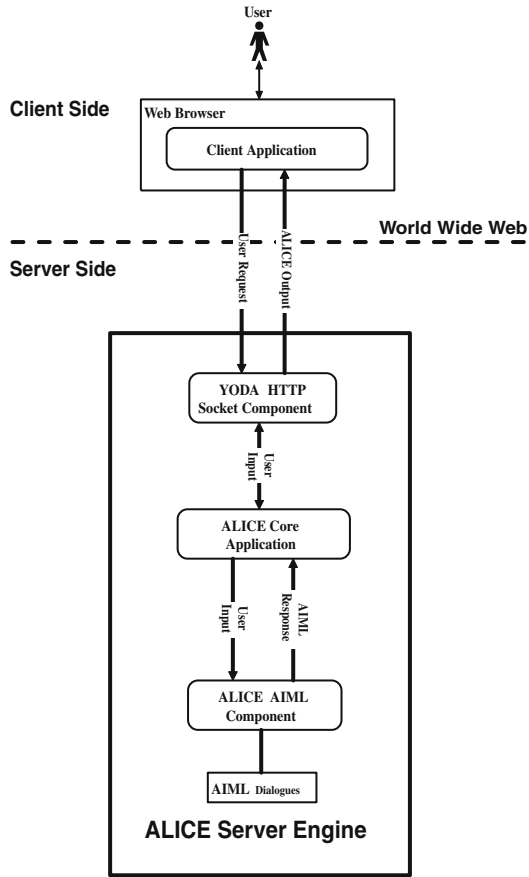 User
Client Side
Web Browser
Client Application
World Wide Web
Server Side
User Request
ALICE Output
YODA HTTP
Socket Component
User
Input
ALICE Core
Application
User
Input
AIML
Response
ALICE AIML
Component
AIML Dialogues
ALICE Server Engine